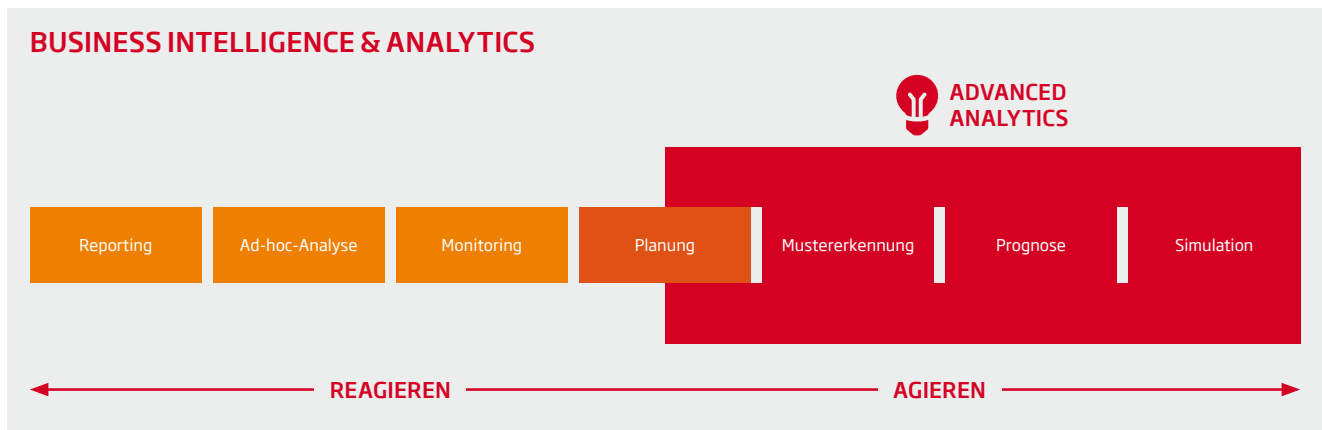 BUSINESS INTELLIGENCE & ANALYTICS
ADVANCED
ANALYTICS
Reporting
Ad-hoc-Analyse
Monitoring
Planung
Mustererkennung
Prognose
Simulation
REAGIEREN
AGIEREN